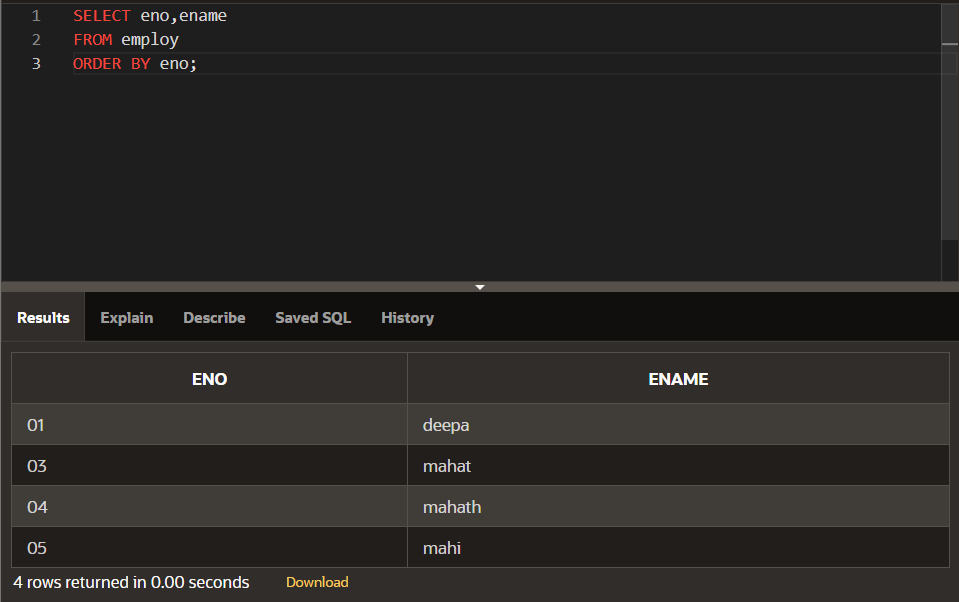 1 SELECT eno,ename
2 FROM employ
3 ORDER BY eno;
Results Explain Describe Saved SQL History
ENO ENAME
01 deepa
03 mahat
04 mahath
05 mahi
4 rows returned in 0.00 seconds Download